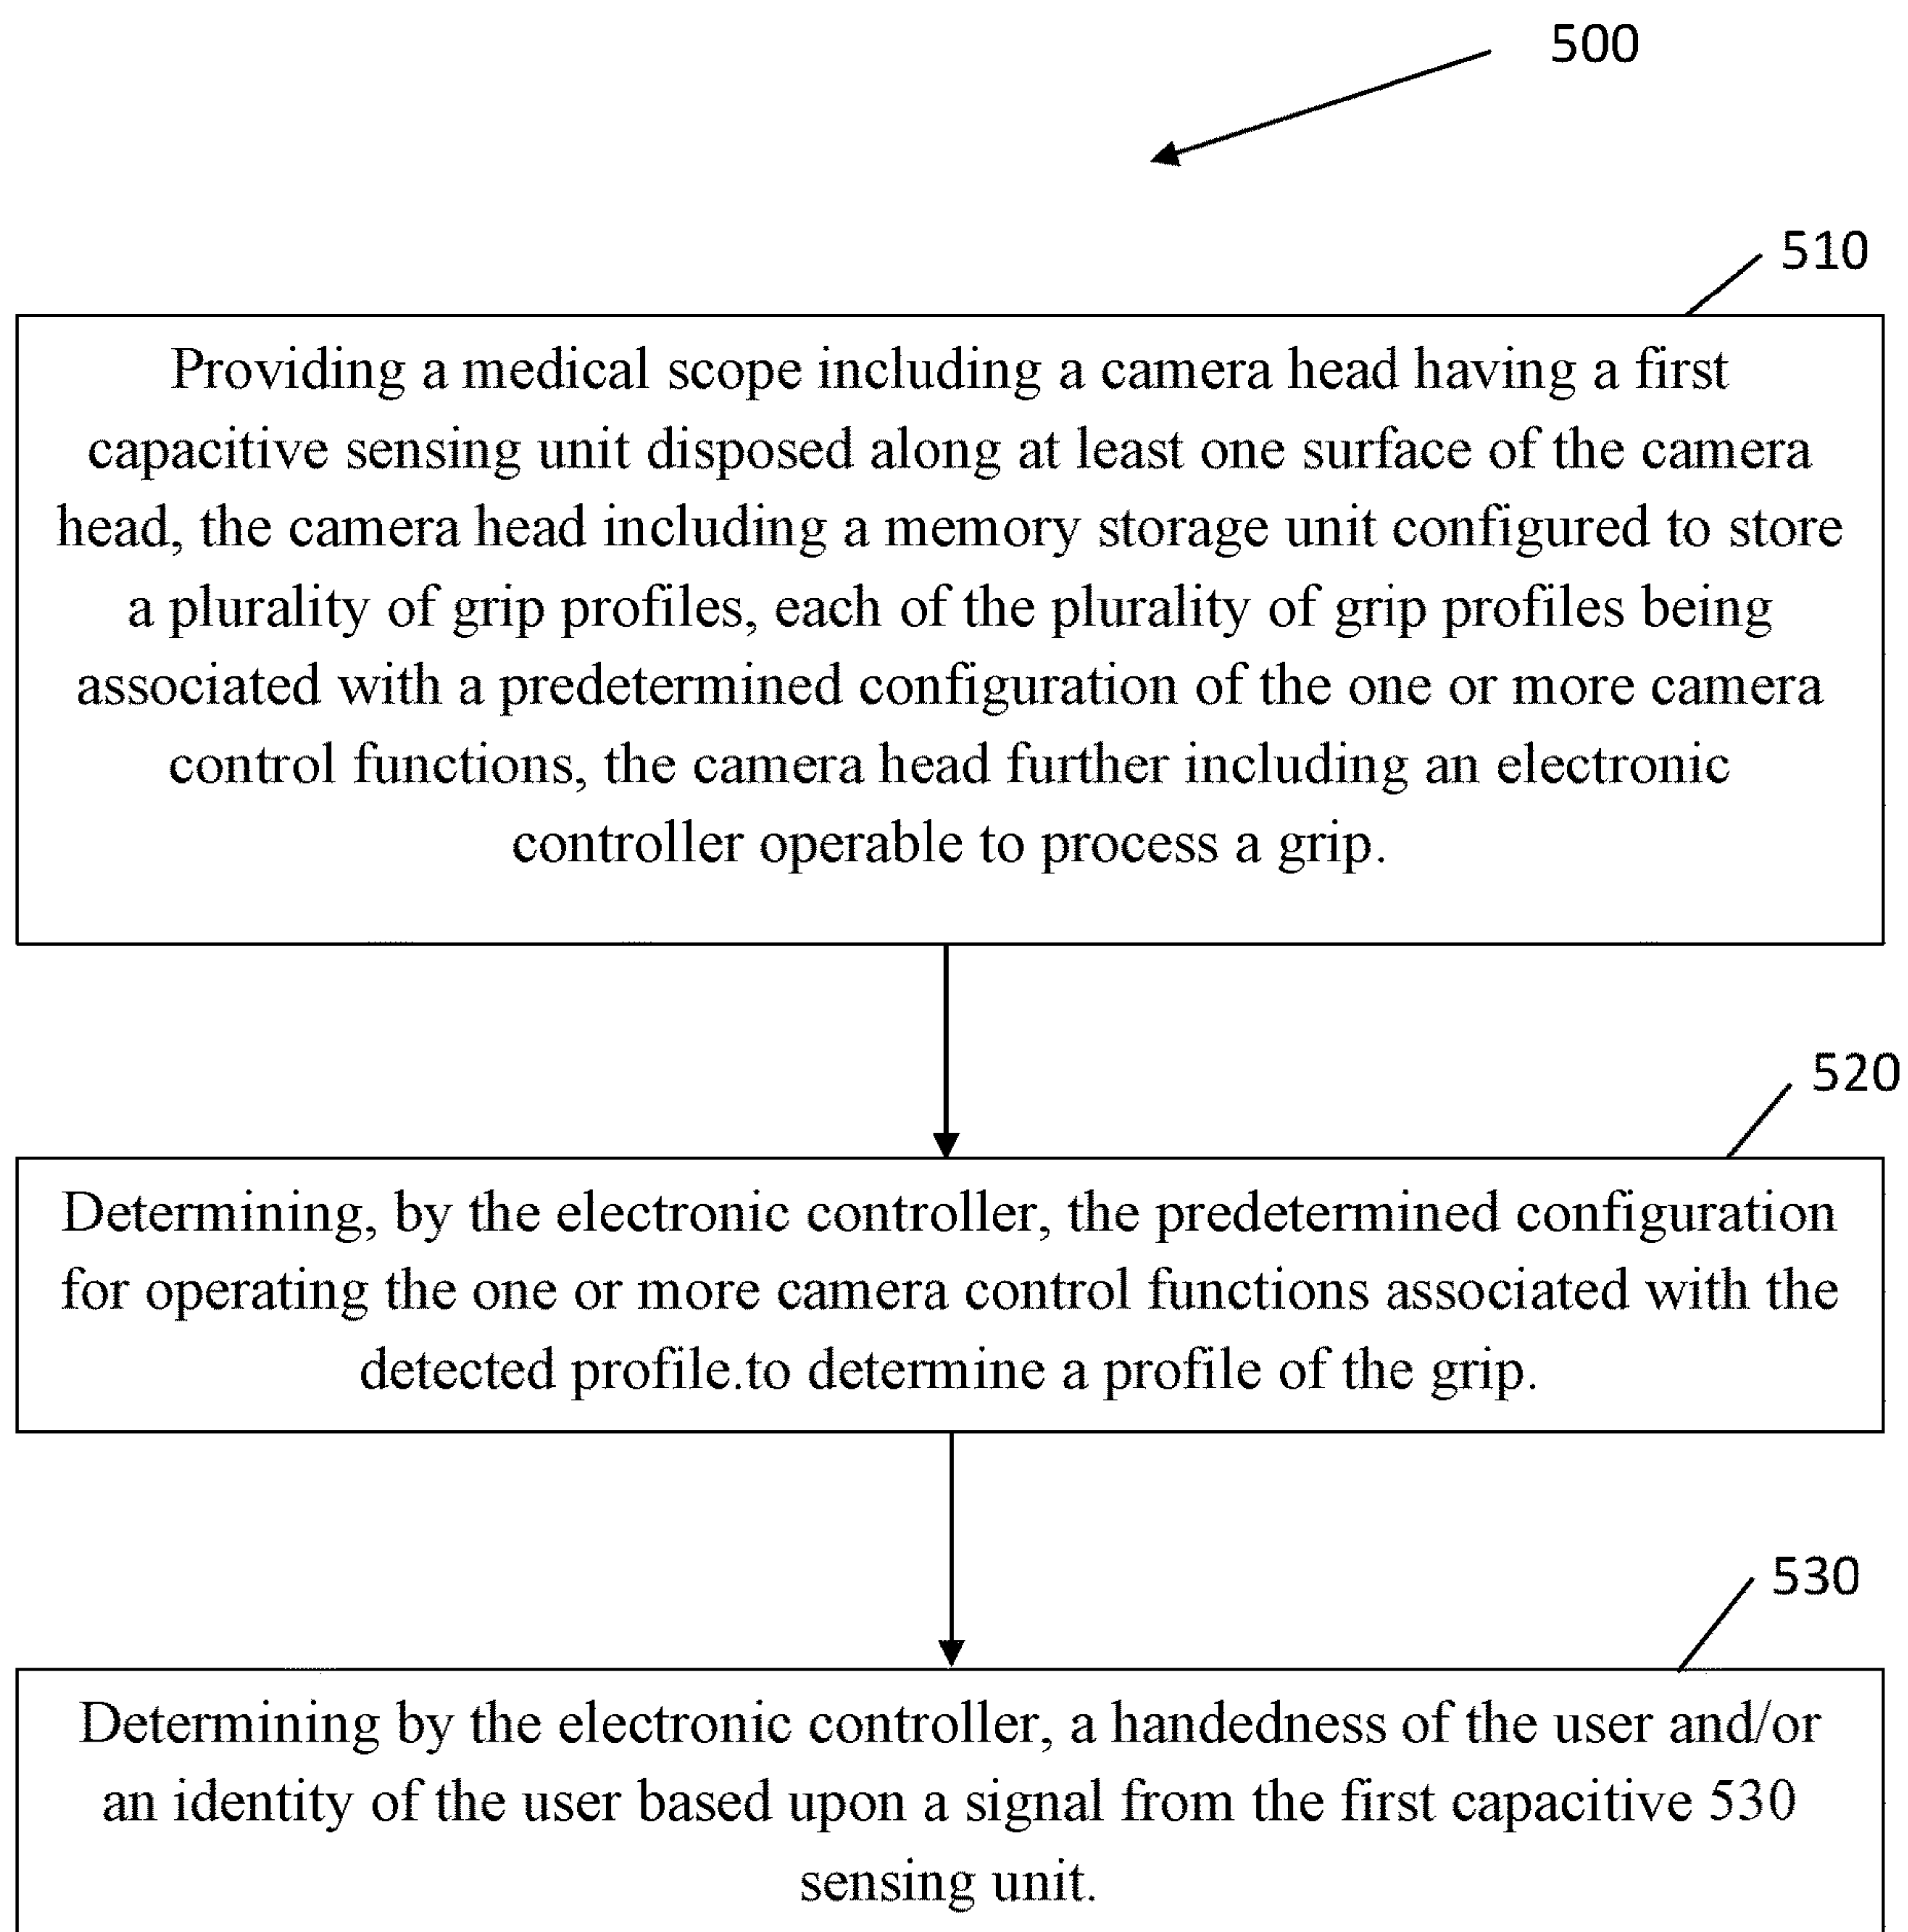 500
510
Providing a medical scope including a camera head having a first
capacitive sensing unit disposed along at least one surface of the camera
head, the camera head including a memory storage unit configured to store
a plurality of grip profiles, each of the plurality of grip profiles being
associated with a predetermined configuration of the one or more camera
control functions, the camera head further including an electronic
controller operable to process a grip.
520
Determining, by the electronic controller, the predetermined configuration
for operating the one or more camera control functions associated with the
detected profile.to determine a profile of the grip.
530
Determining by the electronic controller, a handedness of the user and/or
an identity of the user based upon a signal from the first capacitive 530
sensing unit.